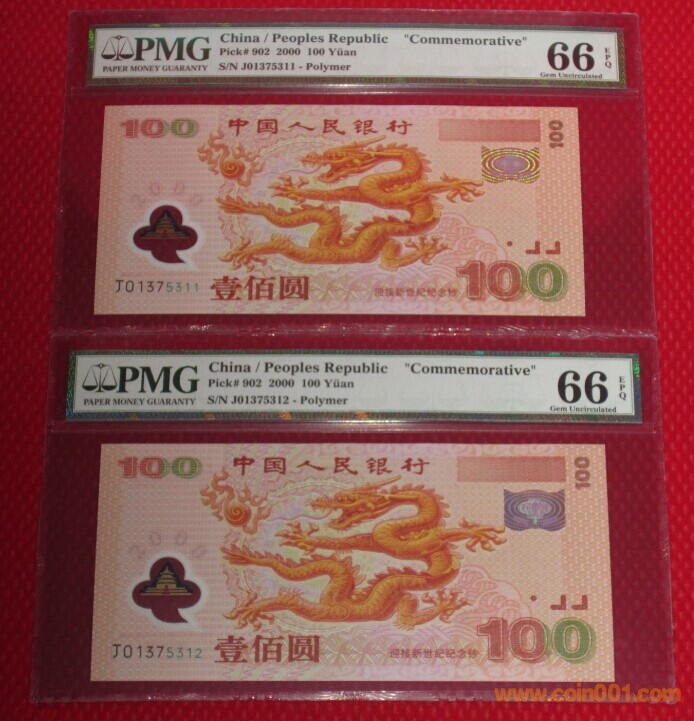 PMG
PAPER MONEY GUARANTY
China / Peoples Republic "Commemorative"
Pick# 902 2000 100 Yüan
S/N J01375311 - Polymer
66 EPQ
Gem Uncirculated
100 中国人民银行 100
2000
J01375311 壹佰圆 迎接新世纪纪念钞 100
PMG
PAPER MONEY GUARANTY
China / Peoples Republic "Commemorative"
Pick# 902 2000 100 Yüan
S/N J01375312 - Polymer
66 EPQ
Gem Uncirculated
100 中国人民银行 100
2000
J01375312 壹佰圆 迎接新世纪纪念钞 100
www.coin001.com